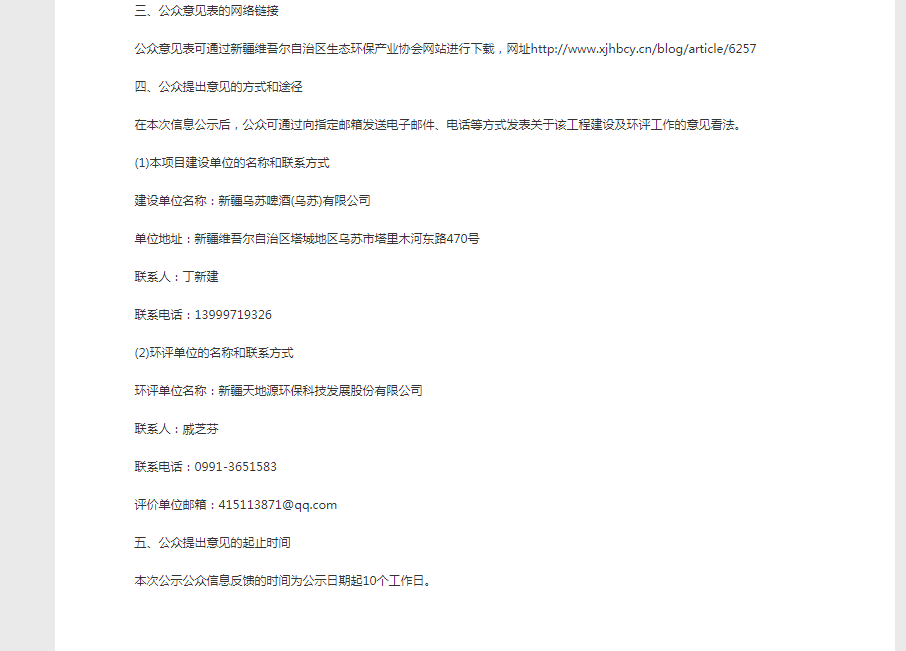 三、公众意见表的网络链接
公众意见表可通过新疆维吾尔自治区生态环保产业协会网站进行下载，网址http://www.xjhbcy.cn/blog/article/6257
四、公众提出意见的方式和途径
在本次信息公示后，公众可通过向指定邮箱发送电子邮件、电话等方式发表关于该工程建设及环评工作的意见看法。
(1)本项目建设单位的名称和联系方式
建设单位名称：新疆乌苏啤酒(乌苏)有限公司
单位地址：新疆维吾尔自治区塔城地区乌苏市塔里木河东路470号
联系人：丁新建
联系电话：13999719326
(2)环评单位的名称和联系方式
环评单位名称：新疆天地源环保科技发展股份有限公司
联系人：戚芝芬
联系电话：0991-3651583
评价单位邮箱：415113871@qq.com
五、公众提出意见的起止时间
本次公示公众信息反馈的时间为公示日期起10个工作日。